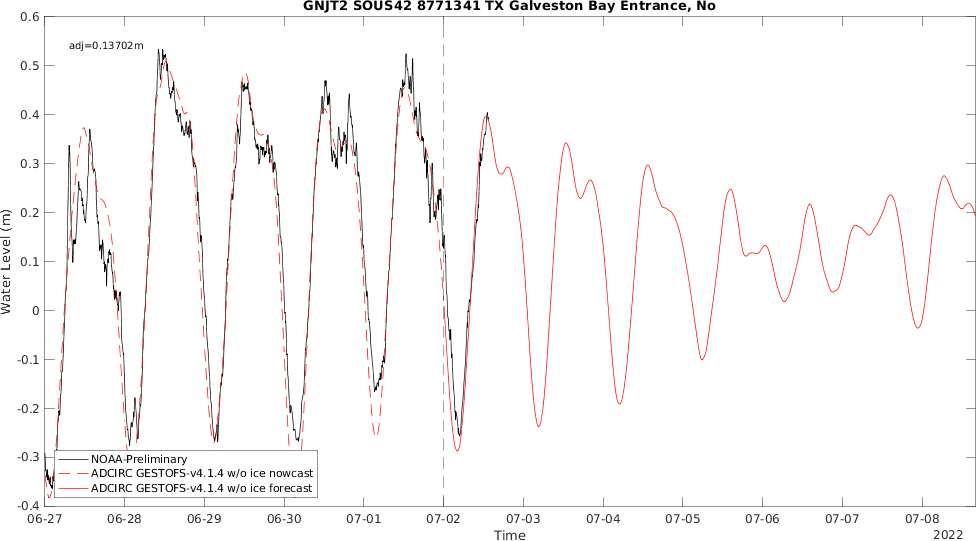 GNJT2 SOUS42 8771341 TX Galveston Bay Entrance, No
0.6
adj=0.13702m
0.5
0.4
0.3
0.2
0.1
0
-0.1
-0.2
-0.3
-0.4
Water Level (m)
NOAA-Preliminary
ADCIRC GESTOFS-v4.1.4 w/o ice nowcast
ADCIRC GESTOFS-v4.1.4 w/o ice forecast
06-27 06-28 06-29 06-30 07-01 07-02 07-03 07-04 07-05 07-06 07-07 07-08
Time
2022